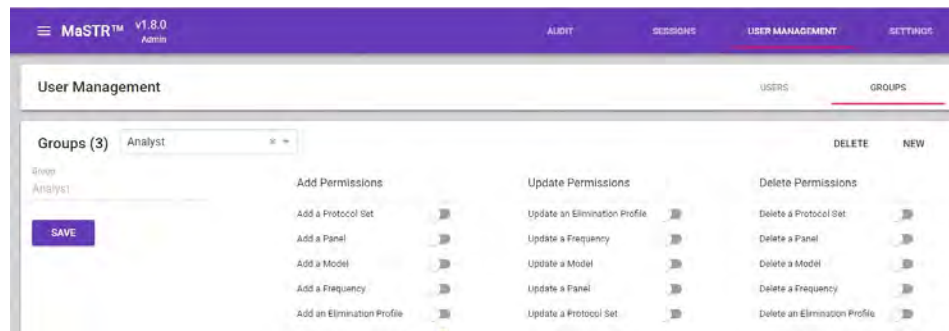 MaSTR™ v1.8.0
Admin
AUDIT SESSIONS USER MANAGEMENT SETTINGS
User Management USERS GROUPS
Groups (3) Analyst × DELETE NEW
Group
Analyst
SAVE
Add Permissions Update Permissions Delete Permissions
Add a Protocol Set Update an Elimination Profile Delete a Protocol Set
Add a Panel Update a Frequency Delete a Panel
Add a Model Update a Model Delete a Model
Add a Frequency Update a Panel Delete a Frequency
Add an Elimination Profile Update a Protocol Set Delete an Elimination Profile